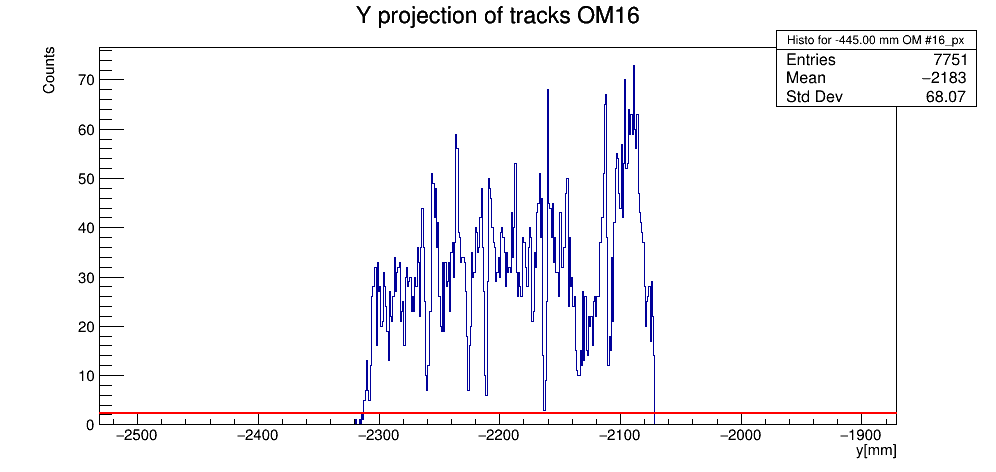 Y projection of tracks OM16
Histo for -445.00 mm OM #16_px
Entries 7751
Mean −2183
Std Dev 68.07
Counts
70
60
50
40
30
20
10
0
−2500 −2400 −2300 −2200 −2100 −2000 −1900
y[mm]